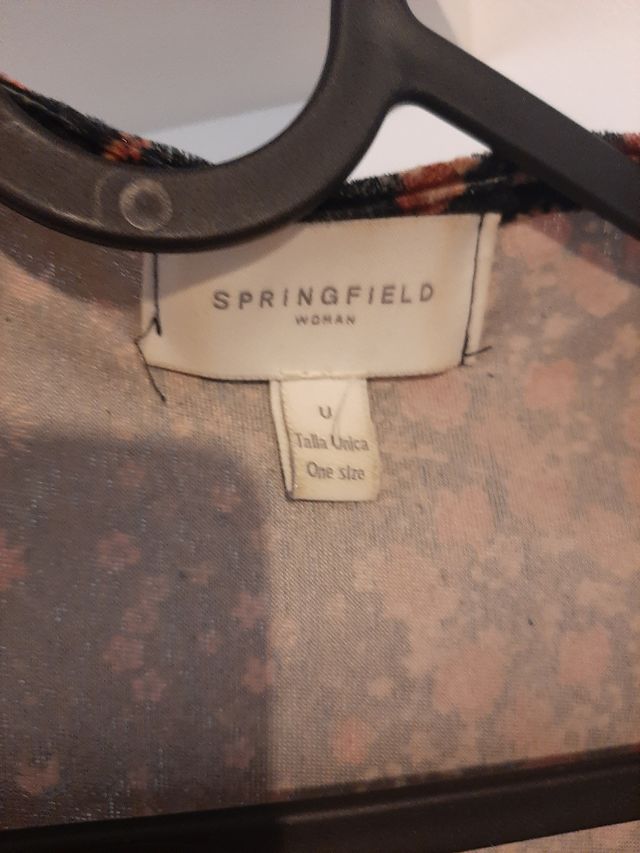 SPRINGFIELD
WOMAN
U
Talla Unica
One size